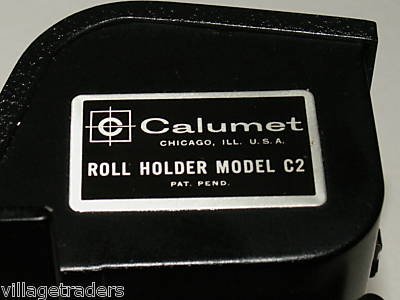 C Calumet
CHICAGO, ILL. U.S.A.
ROLL HOLDER MODEL C2
PAT. PEND.
villagetraders